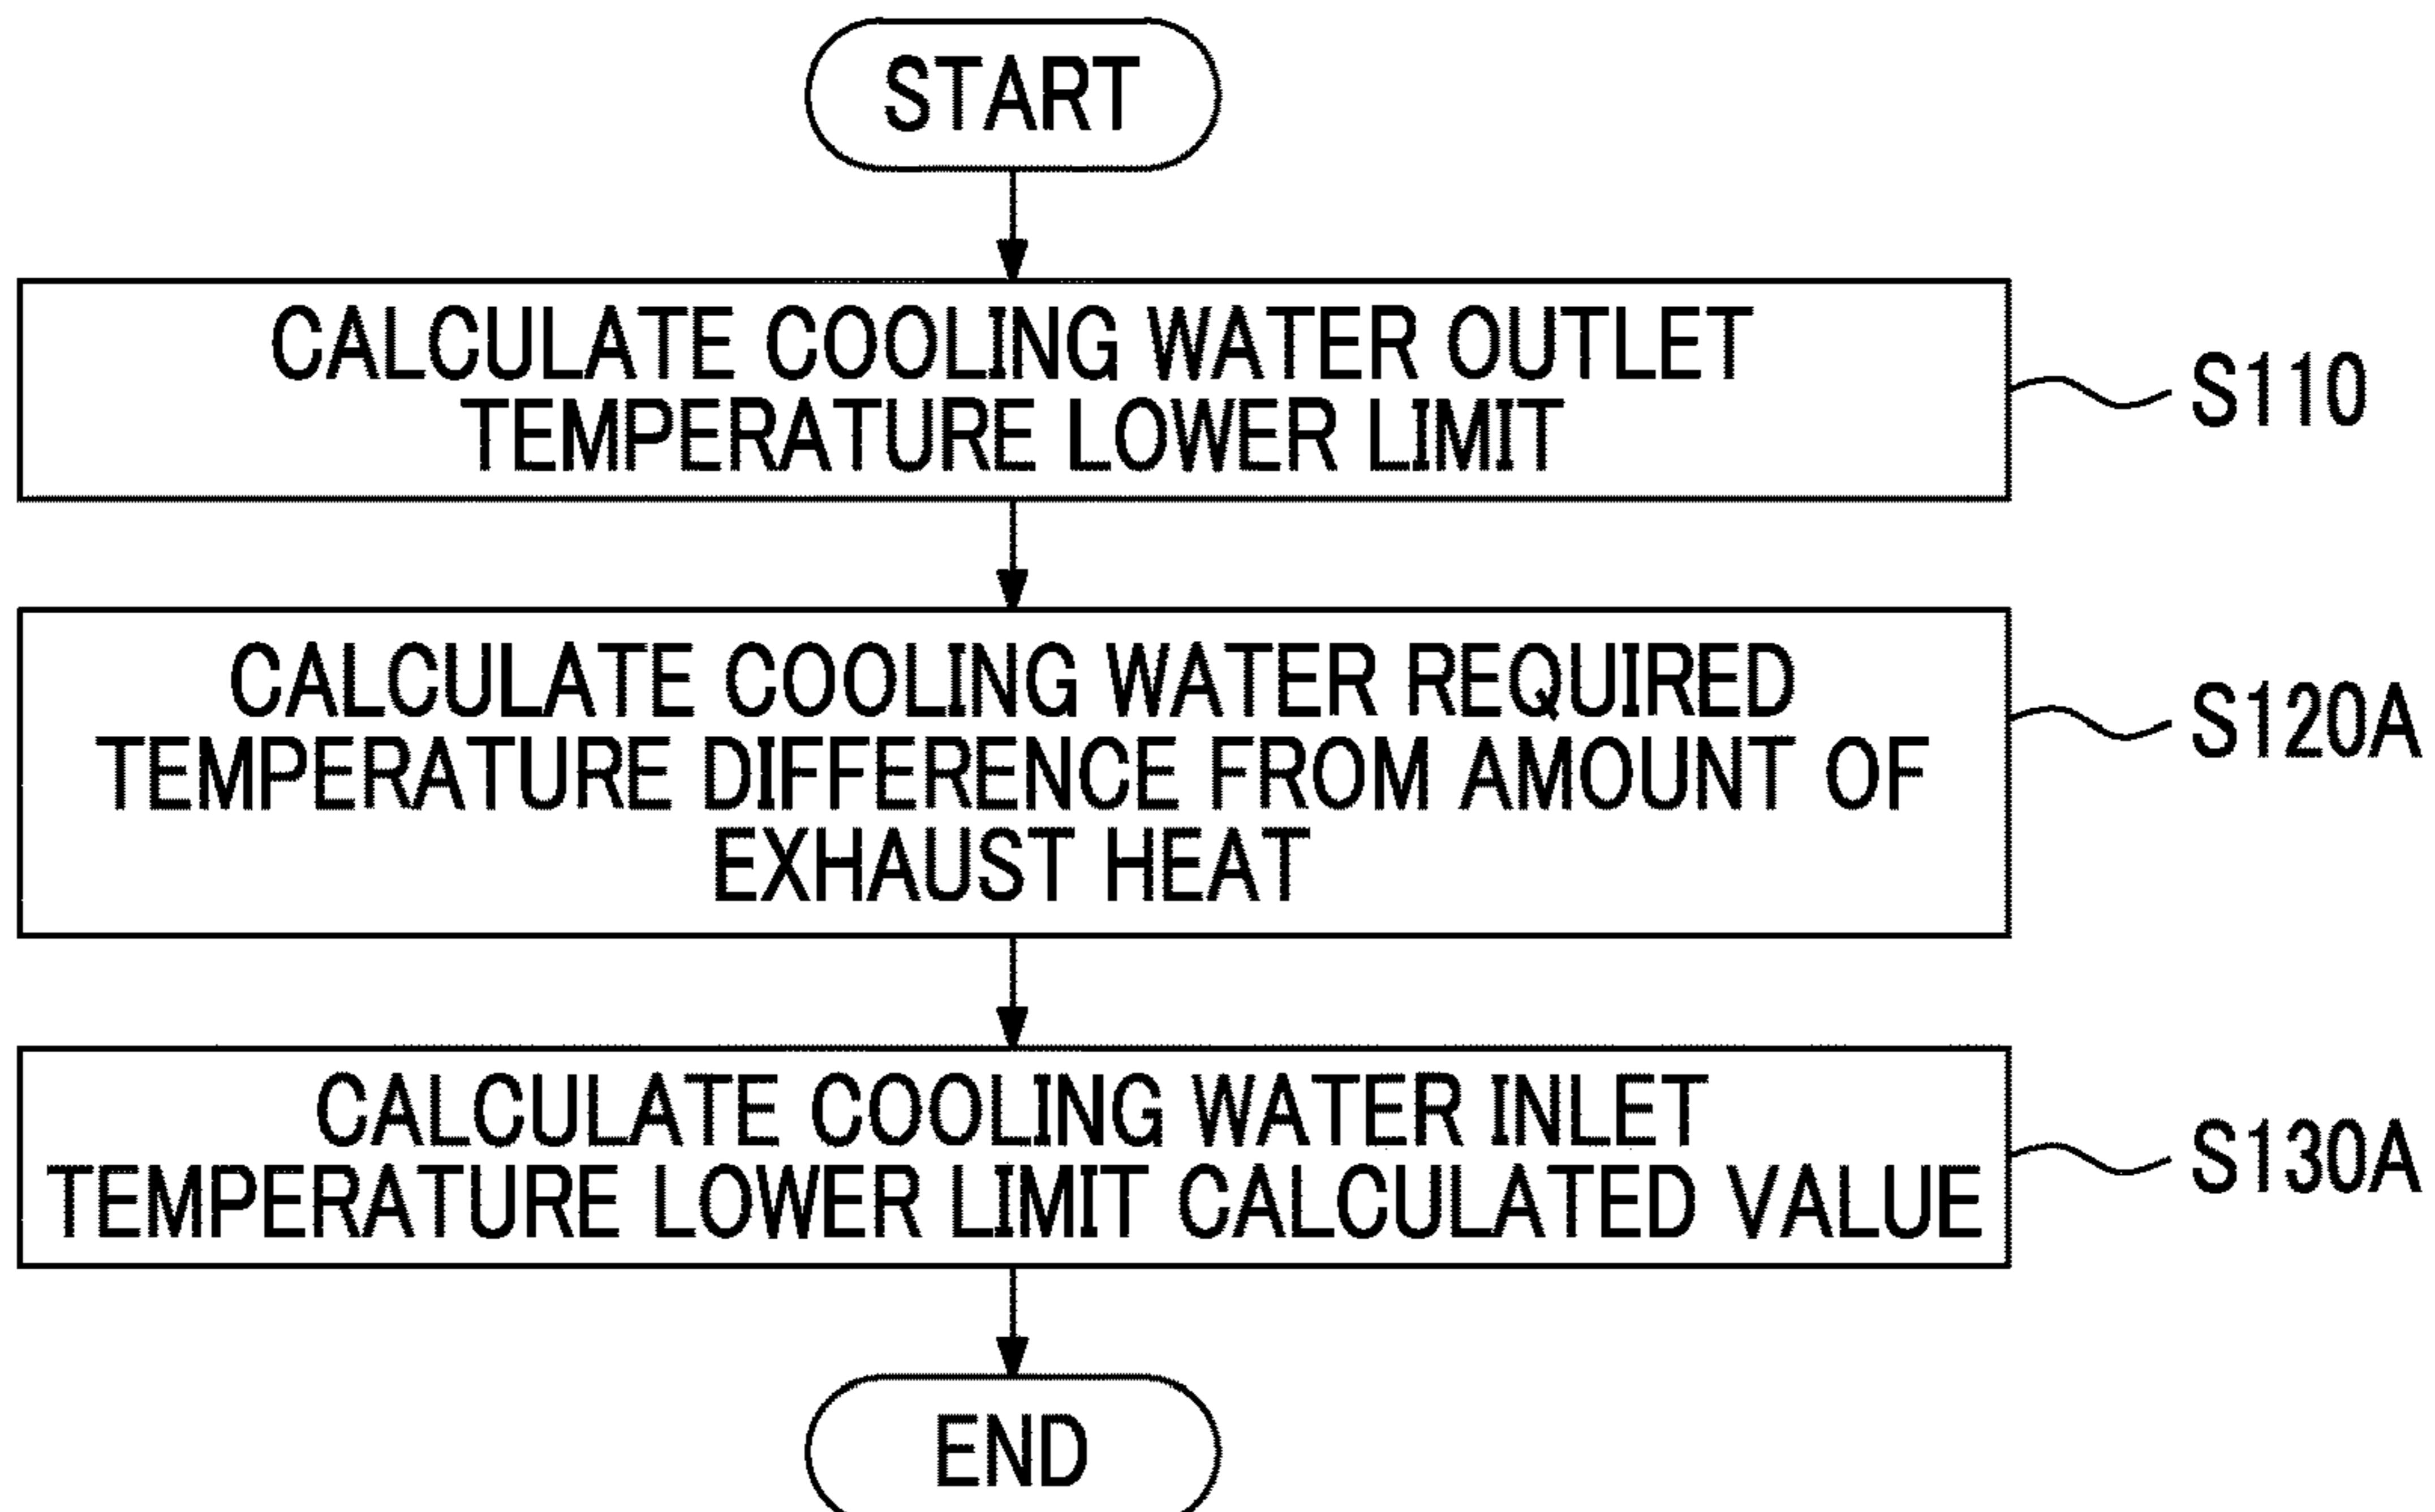 START
CALCULATE COOLING WATER OUTLET
TEMPERATURE LOWER LIMIT
S110
CALCULATE COOLING WATER REQUIRED
TEMPERATURE DIFFERENCE FROM AMOUNT OF
EXHAUST HEAT
S120A
CALCULATE COOLING WATER INLET
TEMPERATURE LOWER LIMIT CALCULATED VALUE
S130A
END